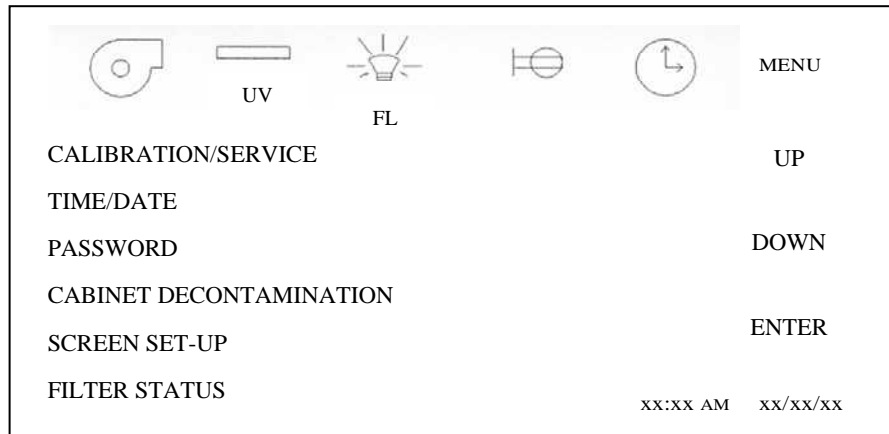 MENU
UV
FL
CALIBRATION/SERVICE
UP
TIME/DATE
PASSWORD
DOWN
CABINET DECONTAMINATION
ENTER
SCREEN SET-UP
FILTER STATUS
xx:xx AM xx/xx/xx